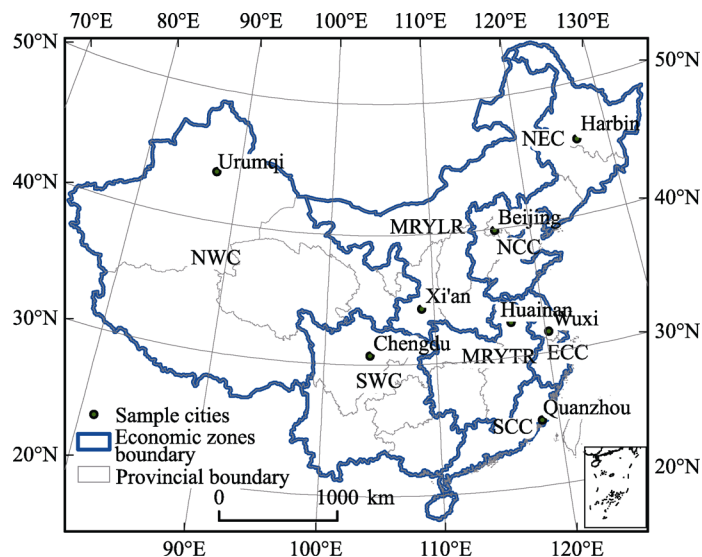 70°E 80°E 90°E 100°E 110°E 120°E 130°E
50°N
50°N
Harbin
NEC
Urumqi
40°N
40°N
Beijing
MRYLR
NCC
NWC
Xi'an
Huainan
Wuxi
30°N
30°N
Chengdu
MRYTR
ECC
SWC
Quanzhou
SCC
Sample cities
Economic zones
boundary
Provincial boundary
20°N
20°N
0 1000 km
90°E 100°E 110°E 120°E